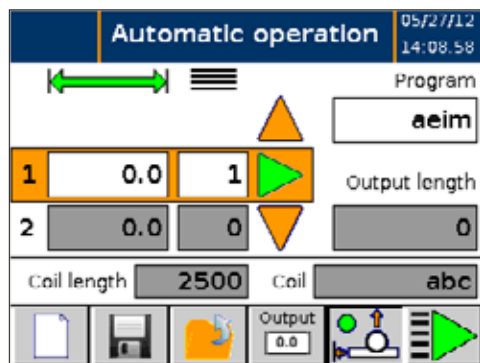 Automatic operation
05/27/12
14:08.58
Program
aeim
1 0.0 1
Output length
2 0.0 0
0
Coil length 2500 Coil abc
Output
0.0